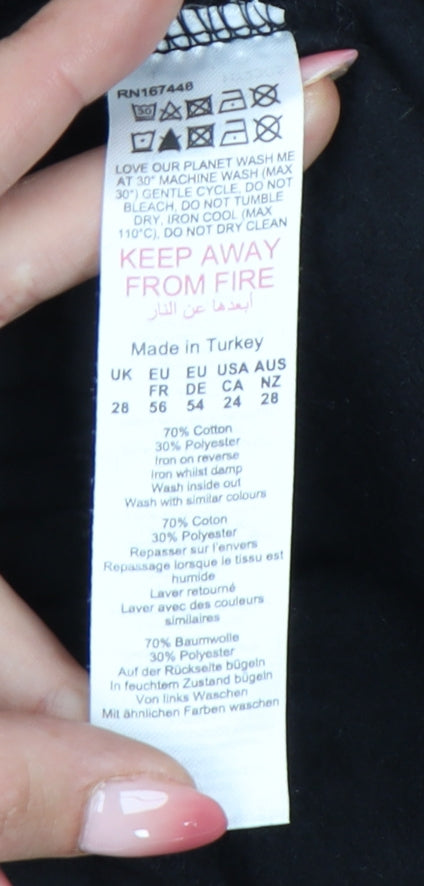 RN167448
30
LOVE OUR PLANET WASH ME
AT 30° MACHINE WASH (MAX
30°) GENTLE CYCLE, DO NOT
BLEACH, DO NOT TUMBLE
DRY, IRON COOL (MAX
110°C), DO NOT DRY CLEAN
KEEP AWAY
FROM FIRE
أبعدها عن النار
Made in Turkey
UK EU EU USA AUS
FR DE CA NZ
28 56 54 24 28
70% Cotton
30% Polyester
Iron on reverse
Iron whilst damp
Wash inside out
Wash with similar colours
70% Coton
30% Polyester
Repasser sur l'envers
Repassage lorsque le tissu est
humide
Laver retourné
Laver avec des couleurs
similaires
70% Baumwolle
30% Polyester
Auf der Rückseite bügeln
In feuchtem Zustand bügeln
Von links Waschen
Mit ähnlichen Farben waschen